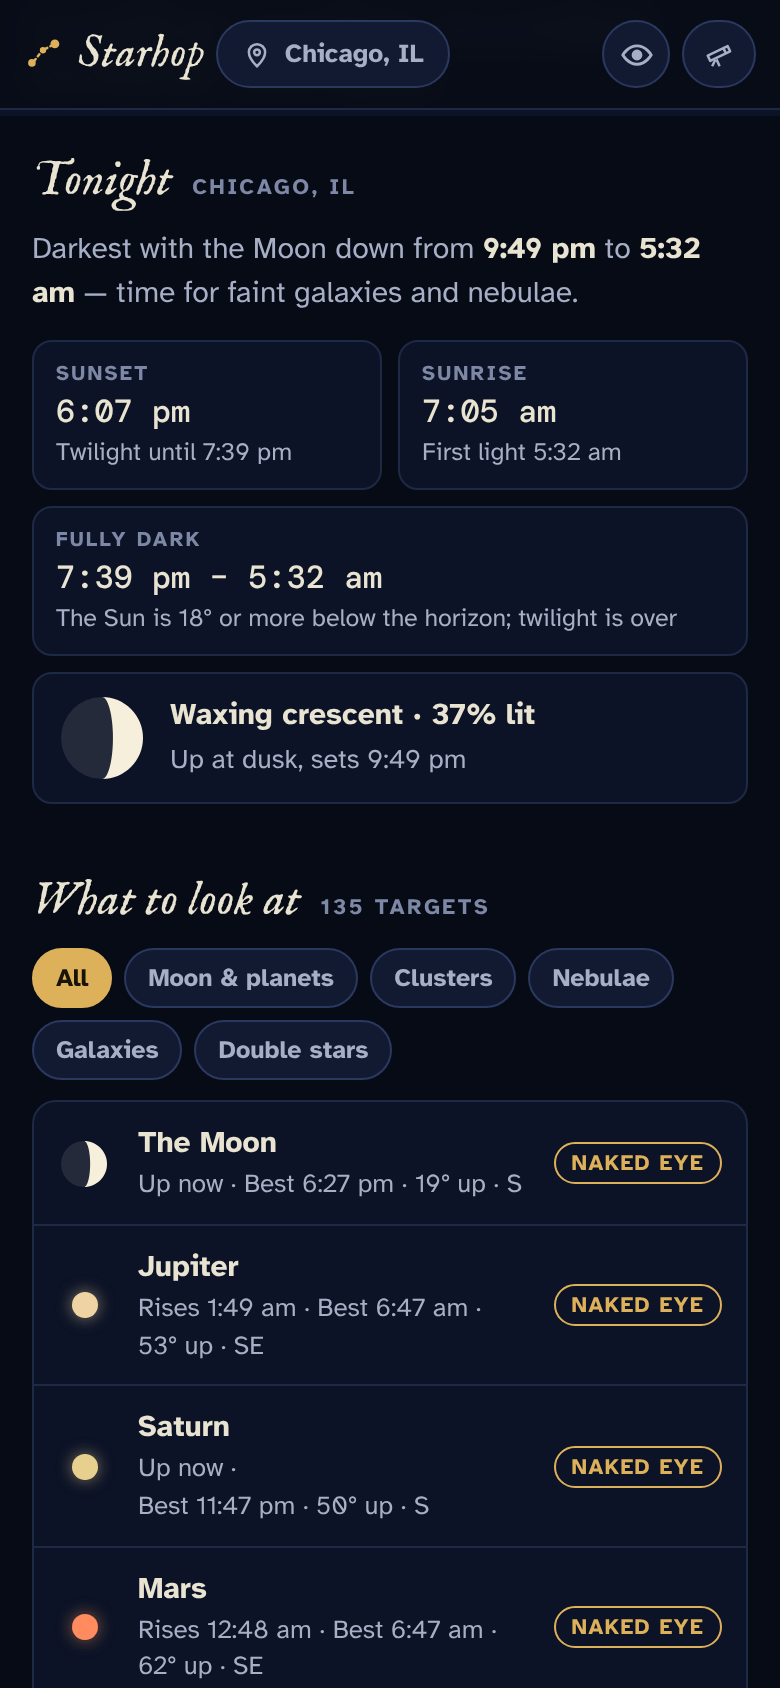 Starhop
Chicago, IL
Tonight CHICAGO, IL
Darkest with the Moon down from 9:49 pm to 5:32
am — time for faint galaxies and nebulae.
SUNSET
6:07 pm
Twilight until 7:39 pm
SUNRISE
7:05 am
First light 5:32 am
FULLY DARK
7:39 pm – 5:32 am
The Sun is 18° or more below the horizon; twilight is over
Waxing crescent · 37% lit
Up at dusk, sets 9:49 pm
What to look at 135 TARGETS
All
Moon & planets
Clusters
Nebulae
Galaxies
Double stars
The Moon
Up now · Best 6:27 pm · 19° up · S
NAKED EYE
Jupiter
Rises 1:49 am · Best 6:47 am ·
53° up · SE
NAKED EYE
Saturn
Up now ·
Best 11:47 pm · 50° up · S
NAKED EYE
Mars
Rises 12:48 am · Best 6:47 am ·
62° up · SE
NAKED EYE